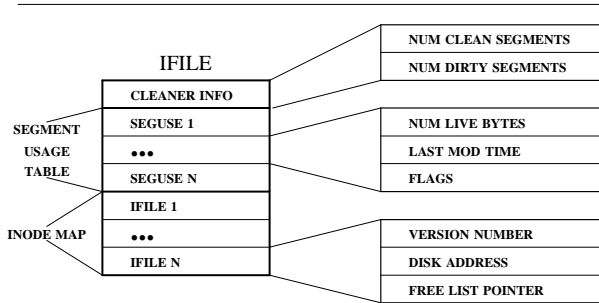 IFILE
CLEANER INFO
SEGUSE 1
•••
SEGUSE N
IFILE 1
•••
IFILE N
SEGMENT
USAGE
TABLE
INODE MAP
NUM CLEAN SEGMENTS
NUM DIRTY SEGMENTS
NUM LIVE BYTES
LAST MOD TIME
FLAGS
VERSION NUMBER
DISK ADDRESS
FREE LIST POINTER